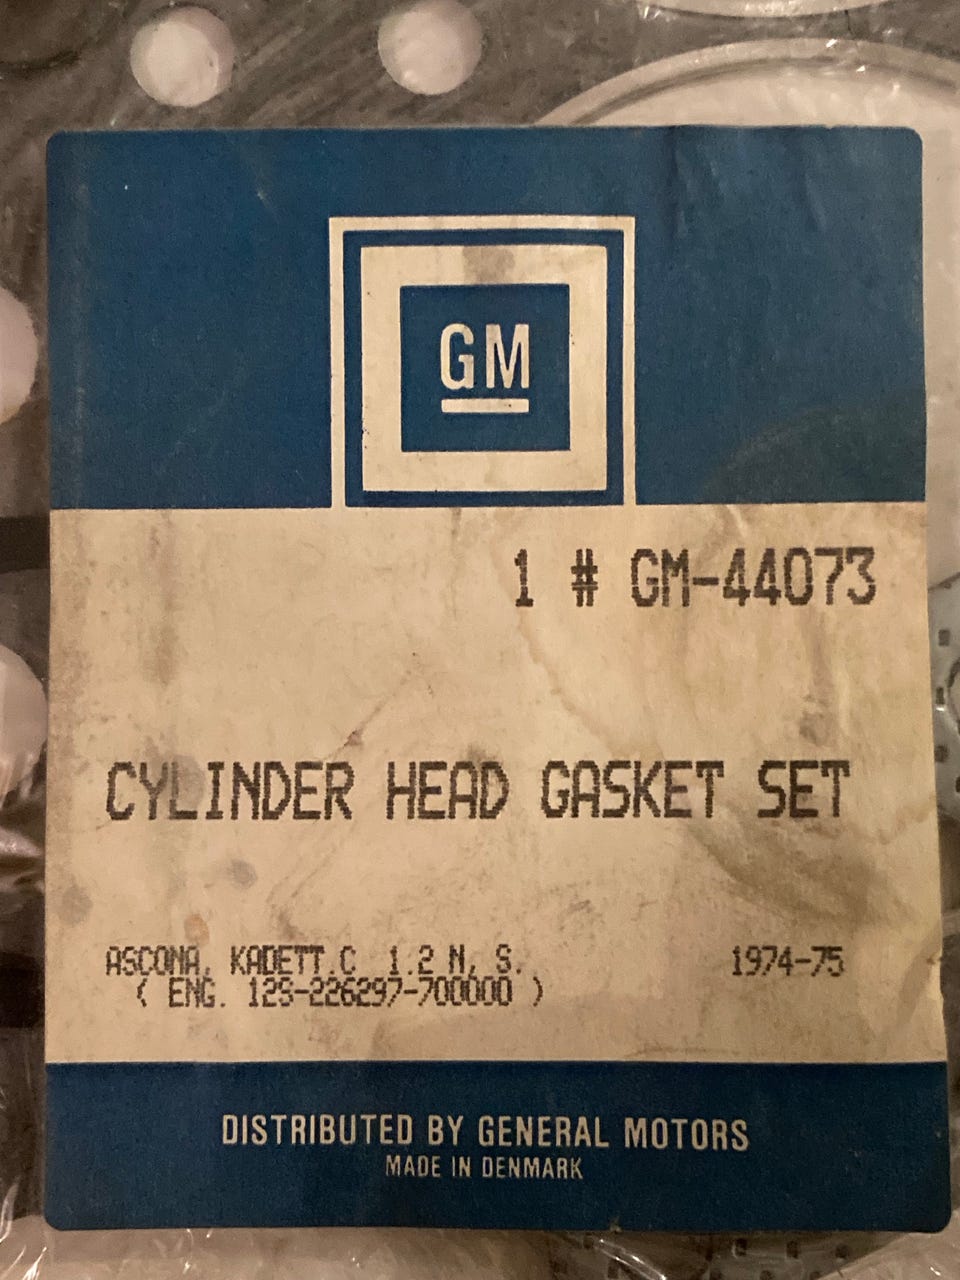 GM
1 # GM-44073
CYLINDER HEAD GASKET SET
ASCONA, KADETT.C 1.2 N, S. 1974-75
( ENG. 12S-226297-700000 )
DISTRIBUTED BY GENERAL MOTORS
MADE IN DENMARK